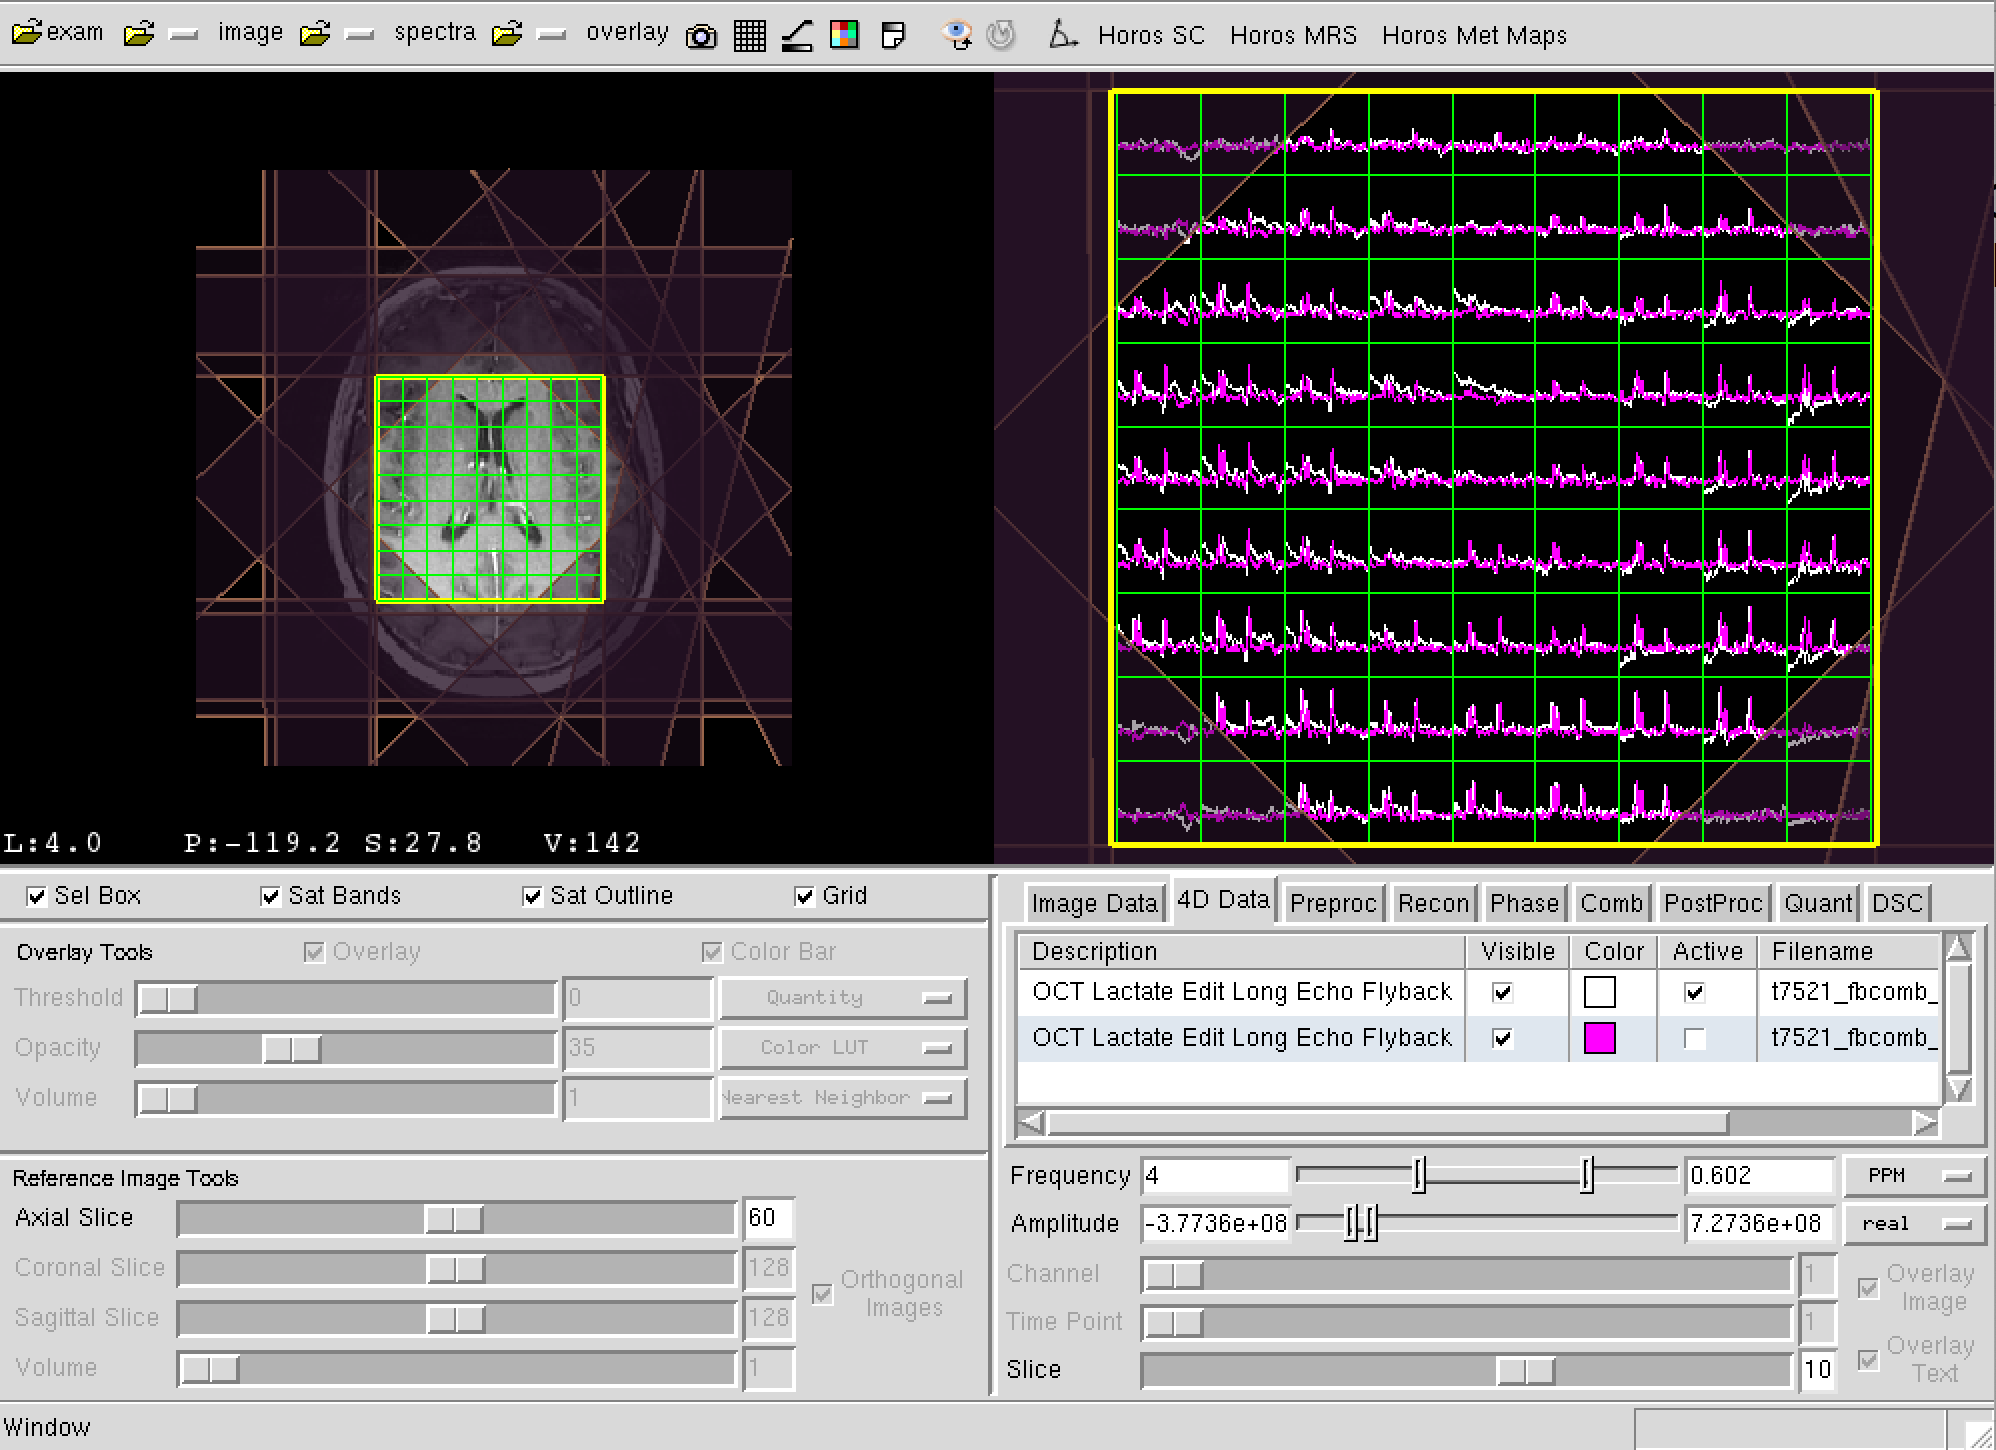 exam image spectra overlay Horos SC Horos MRS Horos Met Maps
L:4.0 P:-119.2 S:27.8 V:142
Sel Box Sat Bands Sat Outline Grid
Overlay Tools Overlay Color Bar
Threshold 0 Quantity
Opacity 35 Color LUT
Volume 1 Nearest Neighbor
Reference Image Tools
Axial Slice 60
Coronal Slice 128
Sagittal Slice 128
Orthogonal
Images
Volume 1
Image Data 4D Data Preproc Recon Phase Comb PostProc Quant DSC
Description Visible Color Active Filename
OCT Lactate Edit Long Echo Flyback t7521_fbcomb_
OCT Lactate Edit Long Echo Flyback t7521_fbcomb_
Frequency 4 0.602 PPM
Amplitude -3.7736e+08 7.2736e+08 real
Channel 1
Overlay
Image
Time Point 1
Overlay
Text
Slice 10
Window